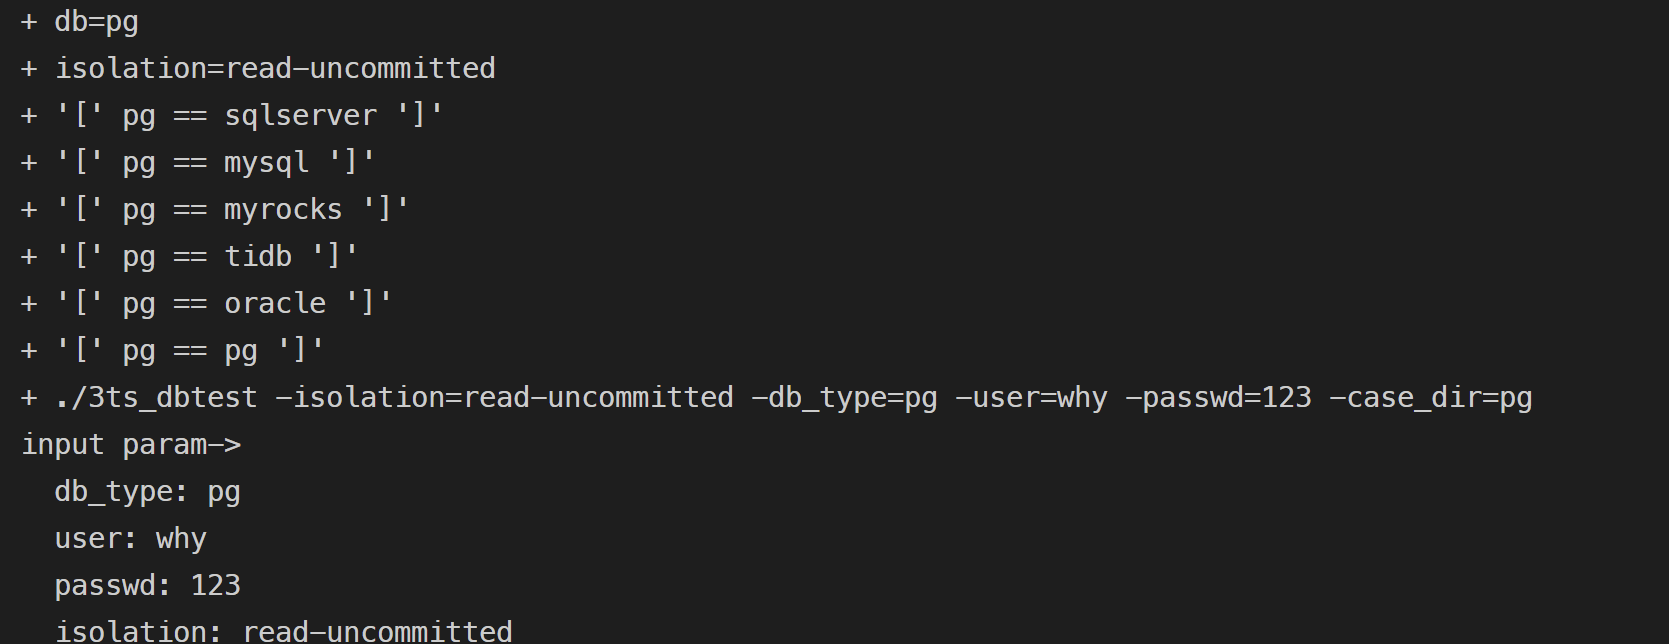 + db=pg
+ isolation=read-uncommitted
+ '[' pg == sqlserver ']'
+ '[' pg == mysql ']'
+ '[' pg == myrocks ']'
+ '[' pg == tidb ']'
+ '[' pg == oracle ']'
+ '[' pg == pg ']'
+ ./3ts_dbtest -isolation=read-uncommitted -db_type=pg -user=why -passwd=123 -case_dir=pg
input param->
  db_type: pg
  user: why
  passwd: 123
  isolation: read-uncommitted